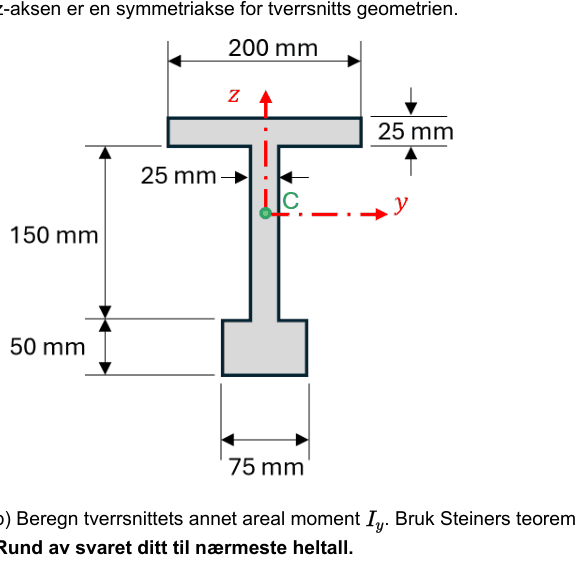 z-aksen er en symmetriakse for tverrsnitts geometrien.
200 mm
z
25 mm
25 mm
C
y
150 mm
50 mm
75 mm
b) Beregn tverrsnittets annet areal moment I_y. Bruk Steiners teorem
Rund av svaret ditt til nærmeste heltall.